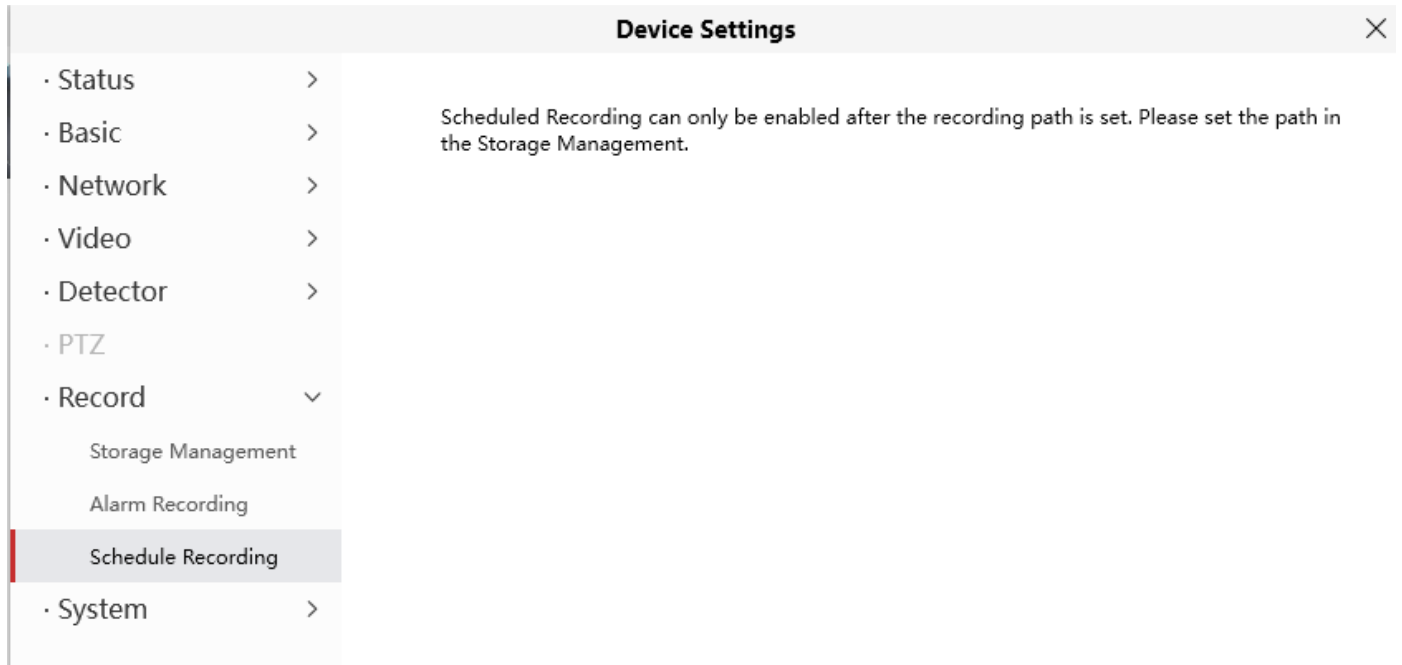 Device Settings
· Status
· Basic
· Network
· Video
· Detector
· PTZ
· Record
Storage Management
Alarm Recording
Schedule Recording
· System
Scheduled Recording can only be enabled after the recording path is set. Please set the path in
the Storage Management.